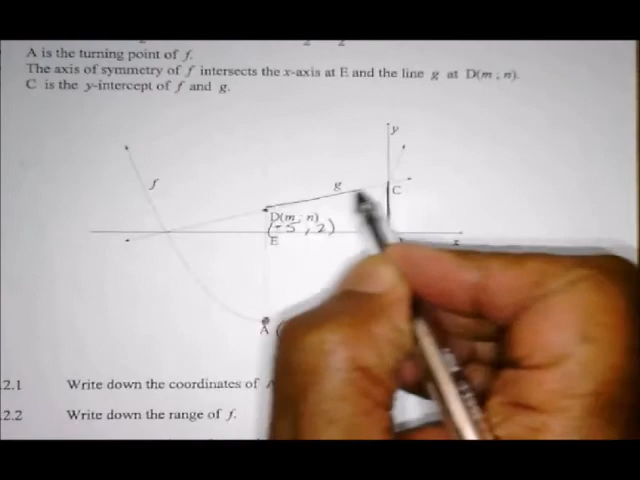 A is the turning point of f.
The axis of symmetry of f intersects the x-axis at E and the line g at D(m ; n).
C is the y-intercept of f and g.
y
f
g
C
D(m ; n)
(-5 , 2)
E
x
A (
2.1 Write down the coordinates of
2.2 Write down the range of f.